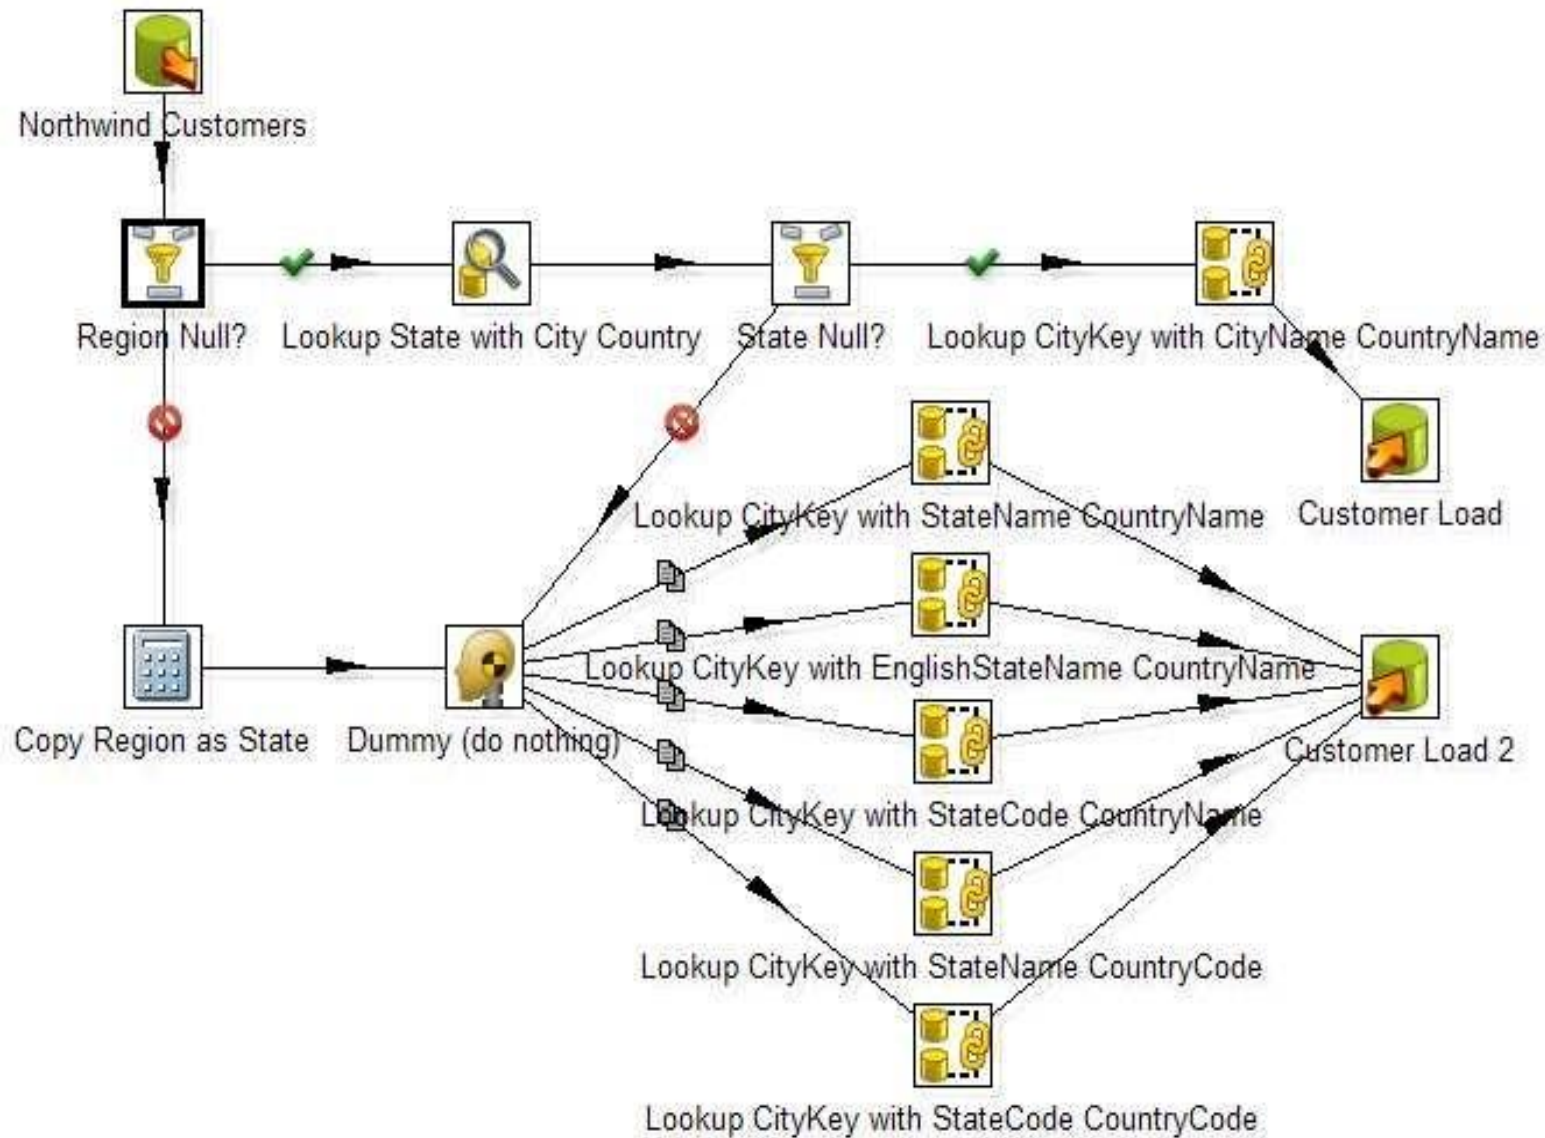 Northwind Customers
Region Null?
Lookup State with City Country
State Null?
Lookup CityKey with CityName CountryName
Lookup CityKey with StateName CountryName
Customer Load
Lookup CityKey with EnglishStateName CountryName
Copy Region as State
Dummy (do nothing)
Customer Load 2
Lookup CityKey with StateCode CountryName
Lookup CityKey with StateName CountryCode
Lookup CityKey with StateCode CountryCode